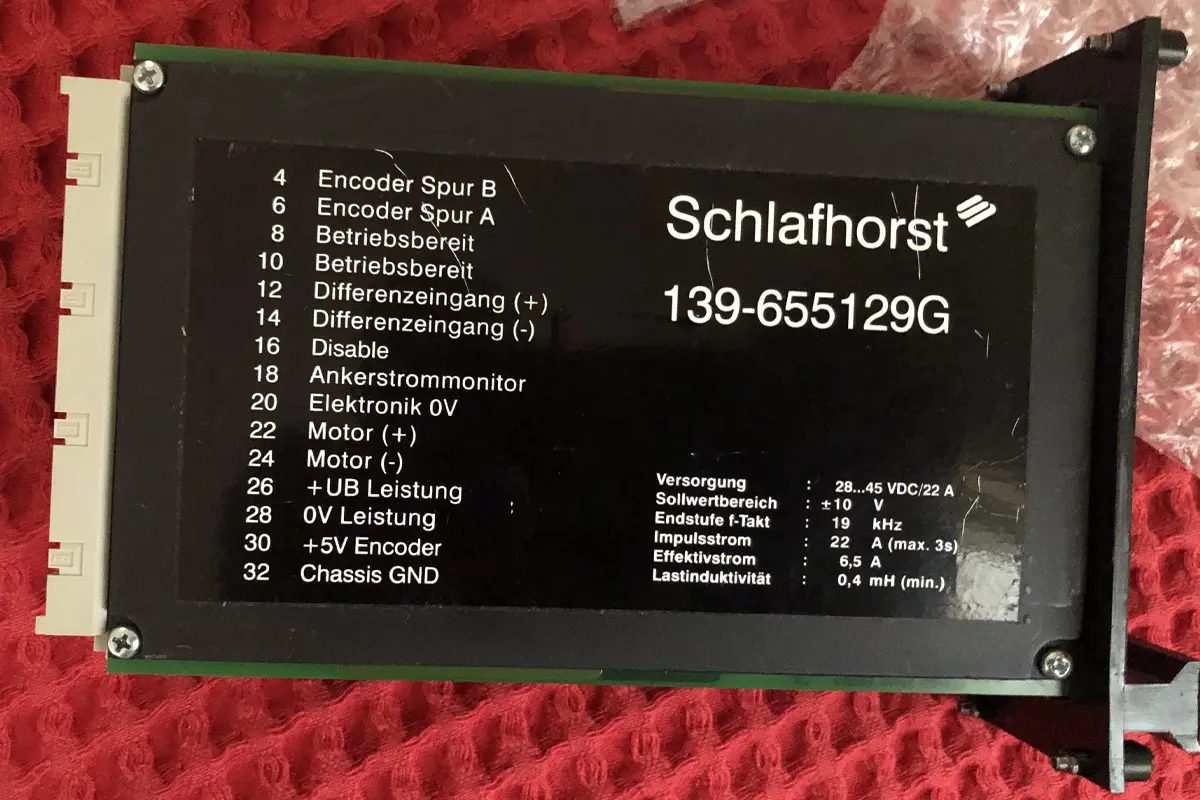 4 Encoder Spur B
6 Encoder Spur A
8 Betriebsbereit
10 Betriebsbereit
12 Differenzeingang (+)
14 Differenzeingang (-)
16 Disable
18 Ankerstrommonitor
20 Elektronik 0V
22 Motor (+)
24 Motor (-)
26 +UB Leistung
28 0V Leistung
30 +5V Encoder
32 Chassis GND
Schlafhorst
139-655129G
Versorgung : 28...45 VDC/22 A
Sollwertbereich : ±10 V
Endstufe f-Takt : 19 kHz
Impulsstrom : 22 A (max. 3s)
Effektivstrom : 6,5 A
Lastinduktivität : 0,4 mH (min.)